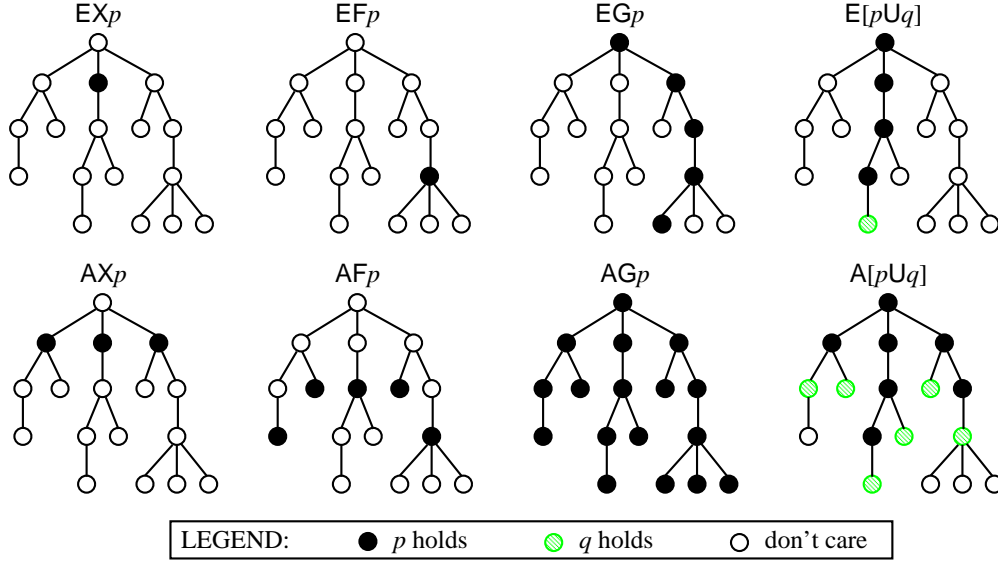 EXp EFp EGp E[pUq]
AXp AFp AGp A[pUq]
LEGEND: p holds q holds don't care